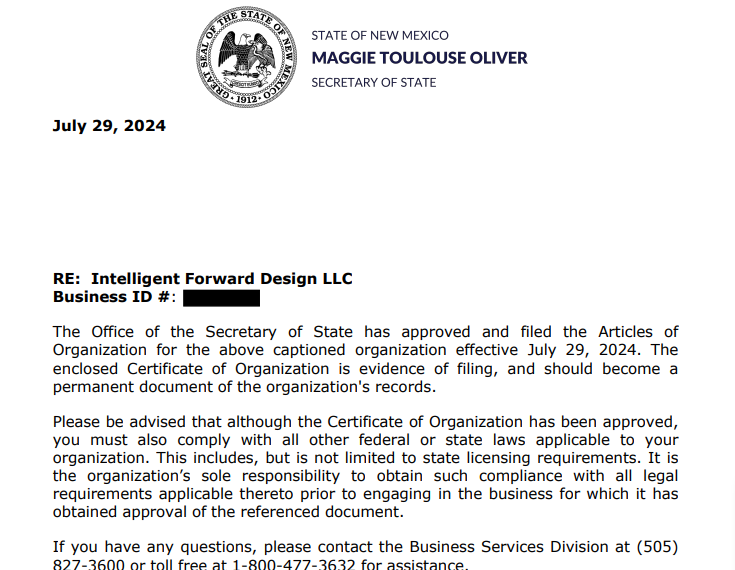 GREAT SEAL OF THE STATE OF NEW MEXICO
• 1912 •
STATE OF NEW MEXICO
MAGGIE TOULOUSE OLIVER
SECRETARY OF STATE
July 29, 2024
RE:  Intelligent Forward Design LLC
Business ID #:
The Office of the Secretary of State has approved and filed the Articles of
Organization for the above captioned organization effective July 29, 2024. The
enclosed Certificate of Organization is evidence of filing, and should become a
permanent document of the organization's records.
Please be advised that although the Certificate of Organization has been approved,
you must also comply with all other federal or state laws applicable to your
organization. This includes, but is not limited to state licensing requirements. It is
the organization’s sole responsibility to obtain such compliance with all legal
requirements applicable thereto prior to engaging in the business for which it has
obtained approval of the referenced document.
If you have any questions, please contact the Business Services Division at (505)
827-3600 or toll free at 1-800-477-3632 for assistance.